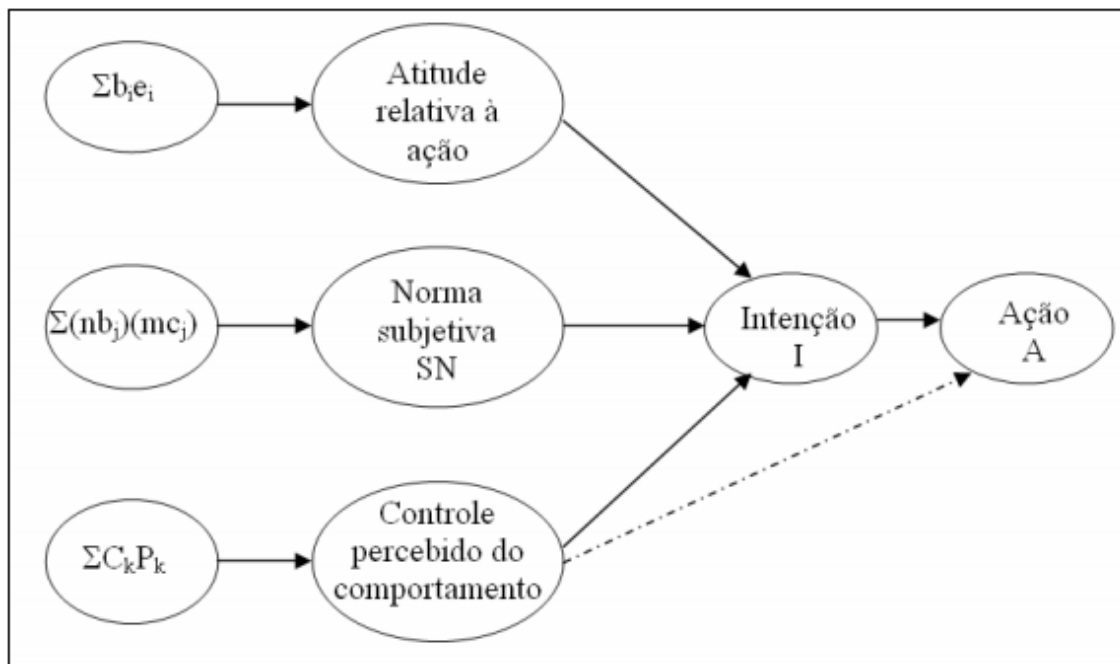 Σbᵢeᵢ
Atitude
relativa à
ação
Σ(nbⱼ)(mcⱼ)
Norma
subjetiva
SN
ΣCₖPₖ
Controle
percebido do
comportamento
Intenção
I
Ação
A